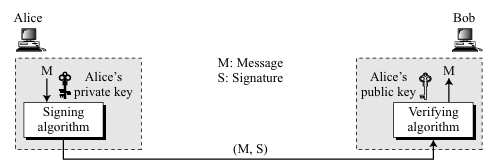 Alice
Bob
M
Alice's
private key
M: Message
S: Signature
Alice's
public key
M
Signing
algorithm
Verifying
algorithm
(M, S)